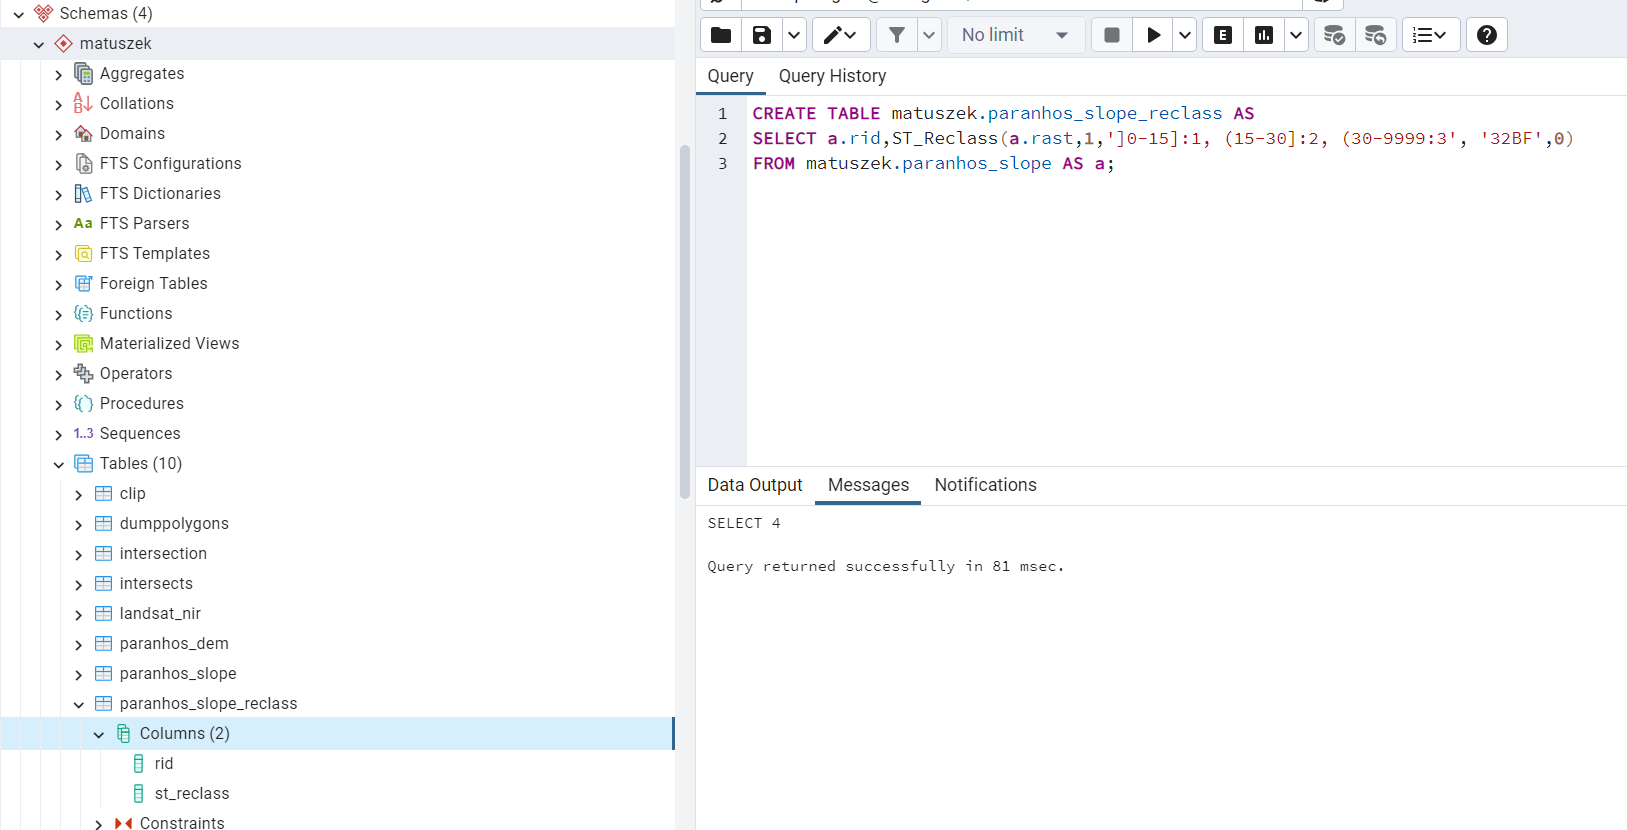 Schemas (4)
matuszek
Aggregates
Collations
Domains
FTS Configurations
FTS Dictionaries
Aa FTS Parsers
FTS Templates
Foreign Tables
Functions
Materialized Views
Operators
Procedures
1..3 Sequences
Tables (10)
clip
dumppolygons
intersection
intersects
landsat_nir
paranhos_dem
paranhos_slope
paranhos_slope_reclass
Columns (2)
rid
st_reclass
Constraints
No limit
E
Query Query History
1 CREATE TABLE matuszek.paranhos_slope_reclass AS
2 SELECT a.rid,ST_Reclass(a.rast,1,']0-15]:1, (15-30]:2, (30-9999:3', '32BF',0)
3 FROM matuszek.paranhos_slope AS a;
Data Output Messages Notifications
SELECT 4
Query returned successfully in 81 msec.